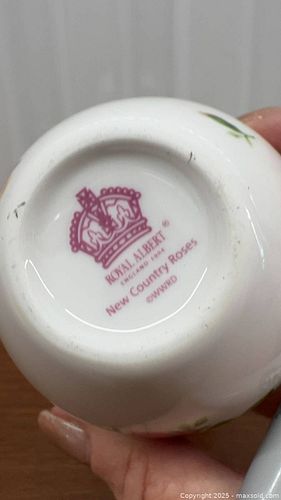 ROYAL ALBERT ®
ENGLAND 1904
New Country Roses
©WWRD
Copyright© 2025 - maxsold.com